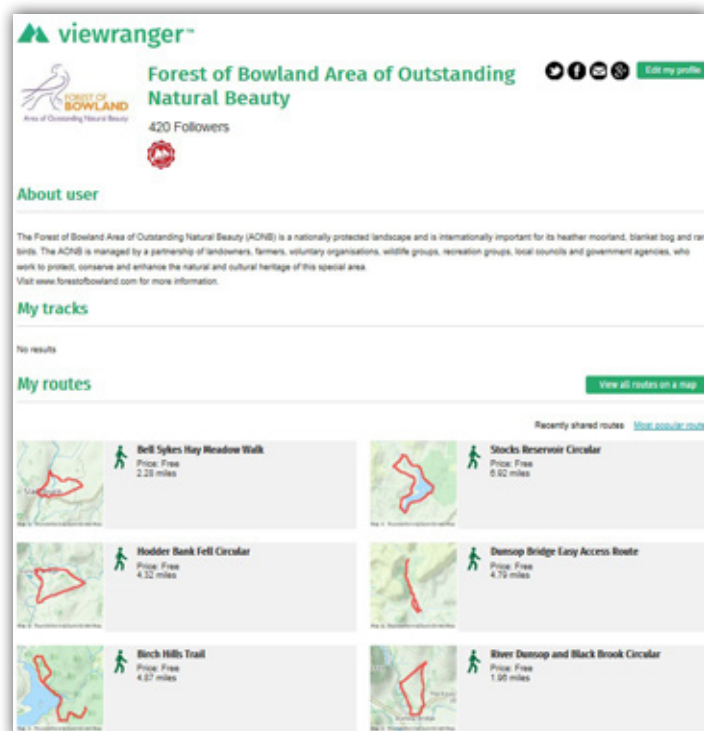 viewranger™
Forest of Bowland Area of Outstanding
Natural Beauty
Edit my profile
FOREST OF
BOWLAND
Area of Outstanding Natural Beauty
420 Followers
About user
The Forest of Bowland Area of Outstanding Natural Beauty (AONB) is a nationally protected landscape and is internationally important for its heather moorland, blanket bog and rar
birds. The AONB is managed by a partnership of landowners, farmers, voluntary organisations, wildlife groups, recreation groups, local councils and government agencies, who
work to protect, conserve and enhance the natural and cultural heritage of this special area.
Visit www.forestofbowland.com for more information.
My tracks
No results
My routes
View all routes on a map
Recently shared routes Most popular route
Bell Sykes Hay Meadow Walk
Price: Free
2.28 miles
Stocks Reservoir Circular
Price: Free
6.92 miles
Hodder Bank Fell Circular
Price: Free
4.32 miles
Dunsop Bridge Easy Access Route
Price: Free
4.79 miles
Birch Hills Trail
Price: Free
4.87 miles
River Dunsop and Black Brook Circular
Price: Free
1.96 miles